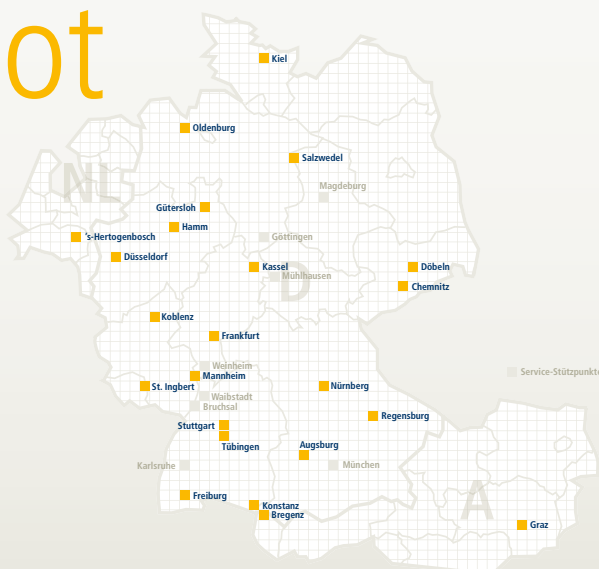 ot
Kiel
Oldenburg
Salzwedel
NL
Magdeburg
Gütersloh
Hamm
's-Hertogenbosch
Göttingen
Düsseldorf
Kassel
Döbeln
Mühlhausen
D
Chemnitz
Koblenz
Frankfurt
Weinheim
Service-Stützpunkte
Mannheim
St. Ingbert
Nürnberg
Waibstadt
Bruchsal
Regensburg
Stuttgart
Tübingen
Augsburg
Karlsruhe
München
Freiburg
A
Konstanz
Bregenz
Graz